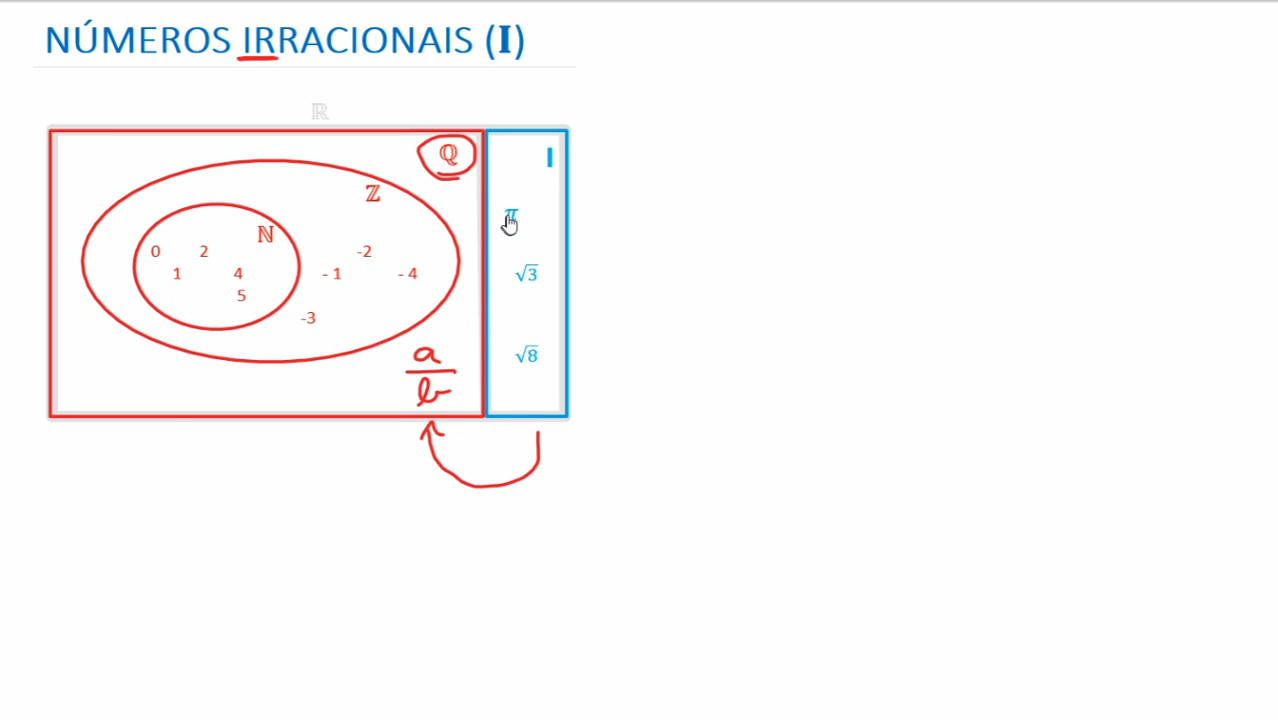 NÚMEROS IRRACIONAIS (I)
ℝ
ℚ
I
ℤ
π
ℕ
0 2 -2
1 4 - 1 - 4 √3
5
-3
a/b √8